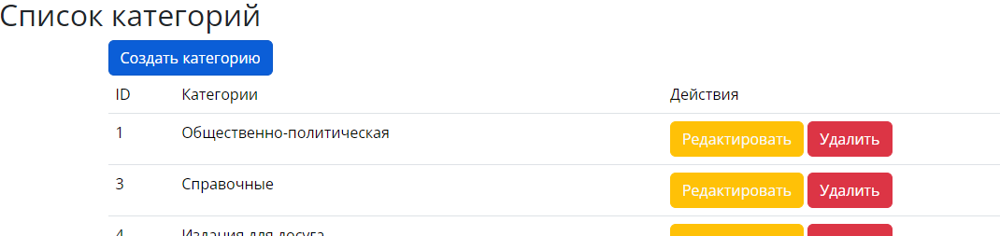 Список категорий
Создать категорию
ID Категории Действия
1 Общественно-политическая Редактировать Удалить
3 Справочные Редактировать Удалить
4 Издания для досуга